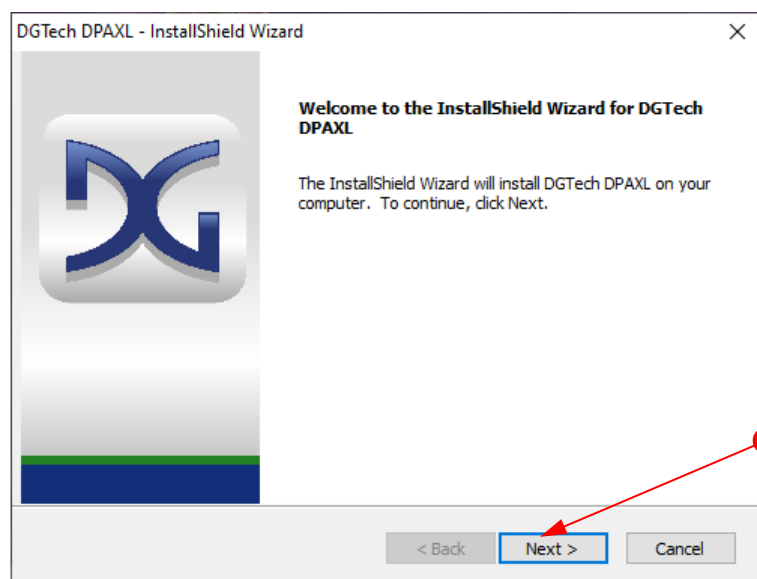 DGTech DPAXL - InstallShield Wizard
Welcome to the InstallShield Wizard for DGTech
DPAXL
The InstallShield Wizard will install DGTech DPAXL on your
computer.  To continue, click Next.
< Back
Next >
Cancel